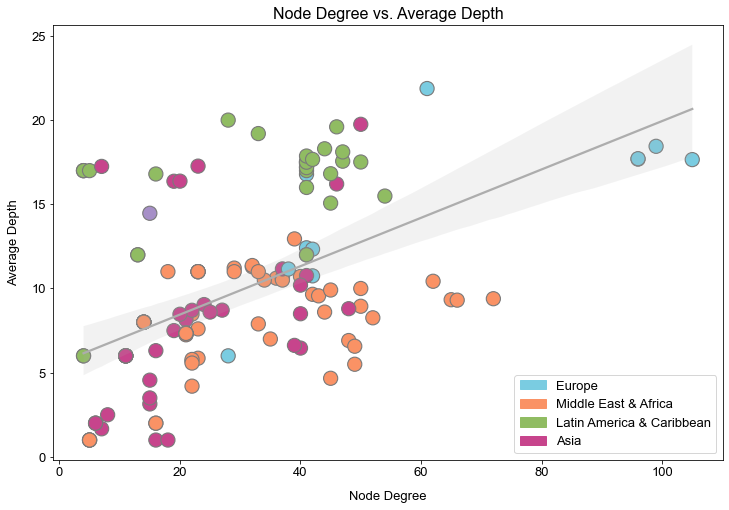 Node Degree vs. Average Depth
25
20
15
10
5
0
Average Depth
0 20 40 60 80 100
Node Degree
Europe
Middle East & Africa
Latin America & Caribbean
Asia